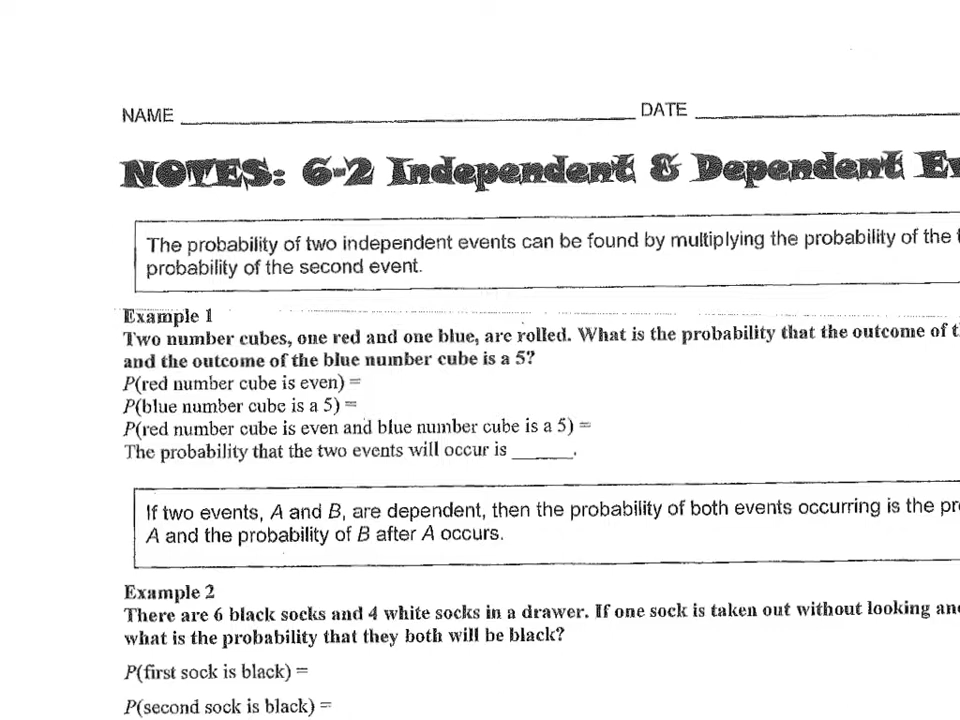 NAME DATE
NOTES: 6-2 Independent & Dependent
The probability of two independent events can be found by multiplying the probability of the
probability of the second event.
Example 1
Two number cubes, one red and one blue, are rolled. What is the probability that the outcome of
and the outcome of the blue number cube is a 5?
P(red number cube is even) =
P(blue number cube is a 5) =
P(red number cube is even and blue number cube is a 5) =
The probability that the two events will occur is ______.
If two events, A and B, are dependent, then the probability of both events occurring is the
A and the probability of B after A occurs.
Example 2
There are 6 black socks and 4 white socks in a drawer. If one sock is taken out without looking
what is the probability that they both will be black?
P(first sock is black) =
P(second sock is black) =